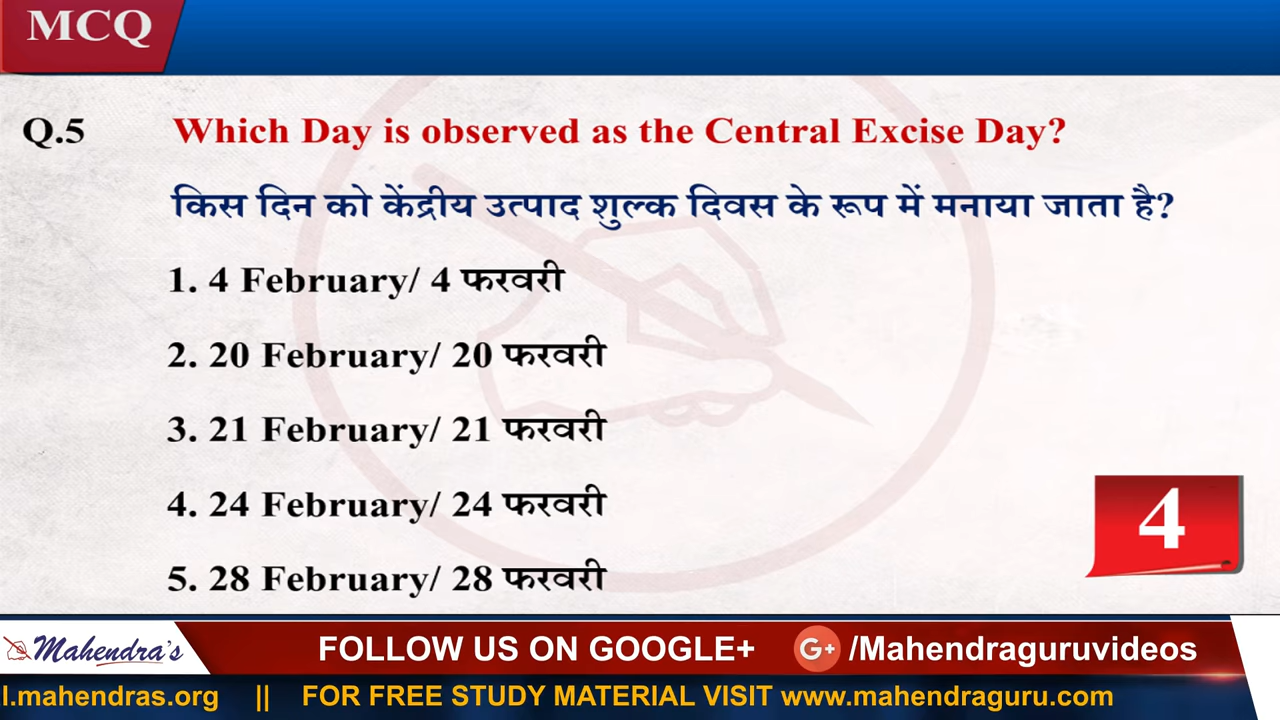 MCQ
Q.5 Which Day is observed as the Central Excise Day?
किस दिन को केंद्रीय उत्पाद शुल्क दिवस के रूप में मनाया जाता है?
1. 4 February/ 4 फरवरी
2. 20 February/ 20 फरवरी
3. 21 February/ 21 फरवरी
4. 24 February/ 24 फरवरी
4
5. 28 February/ 28 फरवरी
Mahendra's FOLLOW US ON GOOGLE+ G+ /Mahendraguruvideos
l.mahendras.org || FOR FREE STUDY MATERIAL VISIT www.mahendraguru.com